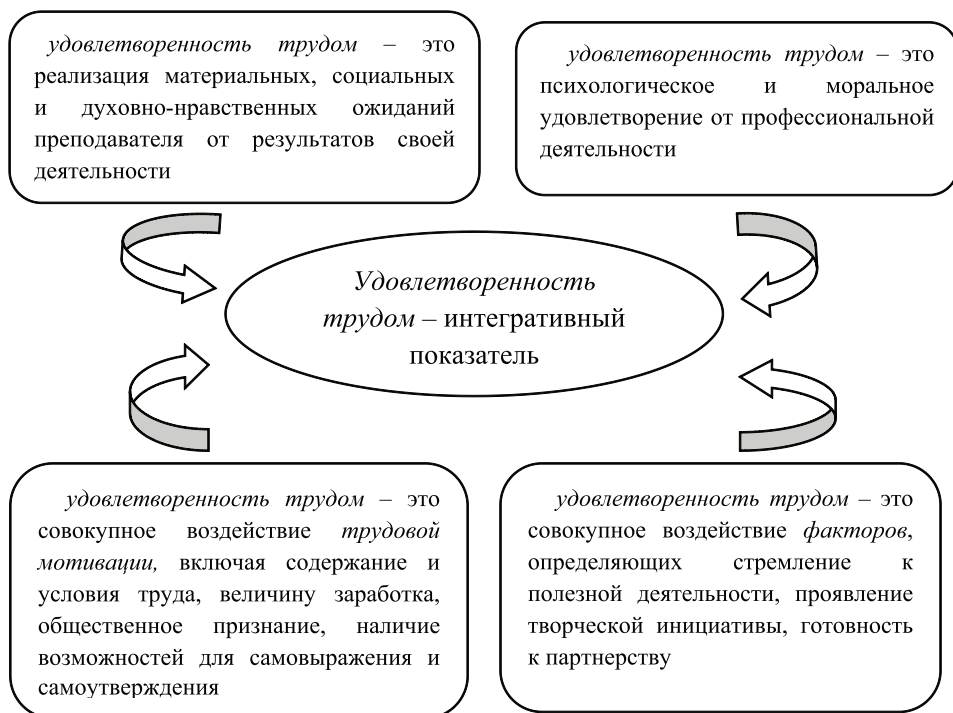 удовлетворенность трудом – это
реализация материальных, социальных
и духовно-нравственных ожиданий
преподавателя от результатов своей
деятельности
удовлетворенность трудом – это
психологическое и моральное
удовлетворение от профессиональной
деятельности
Удовлетворенность
трудом – интегративный
показатель
удовлетворенность трудом – это
совокупное воздействие трудовой
мотивации, включая содержание и
условия труда, величину заработка,
общественное признание, наличие
возможностей для самовыражения и
самоутверждения
удовлетворенность трудом – это
совокупное воздействие факторов,
определяющих стремление к
полезной деятельности, проявление
творческой инициативы, готовность
к партнерству